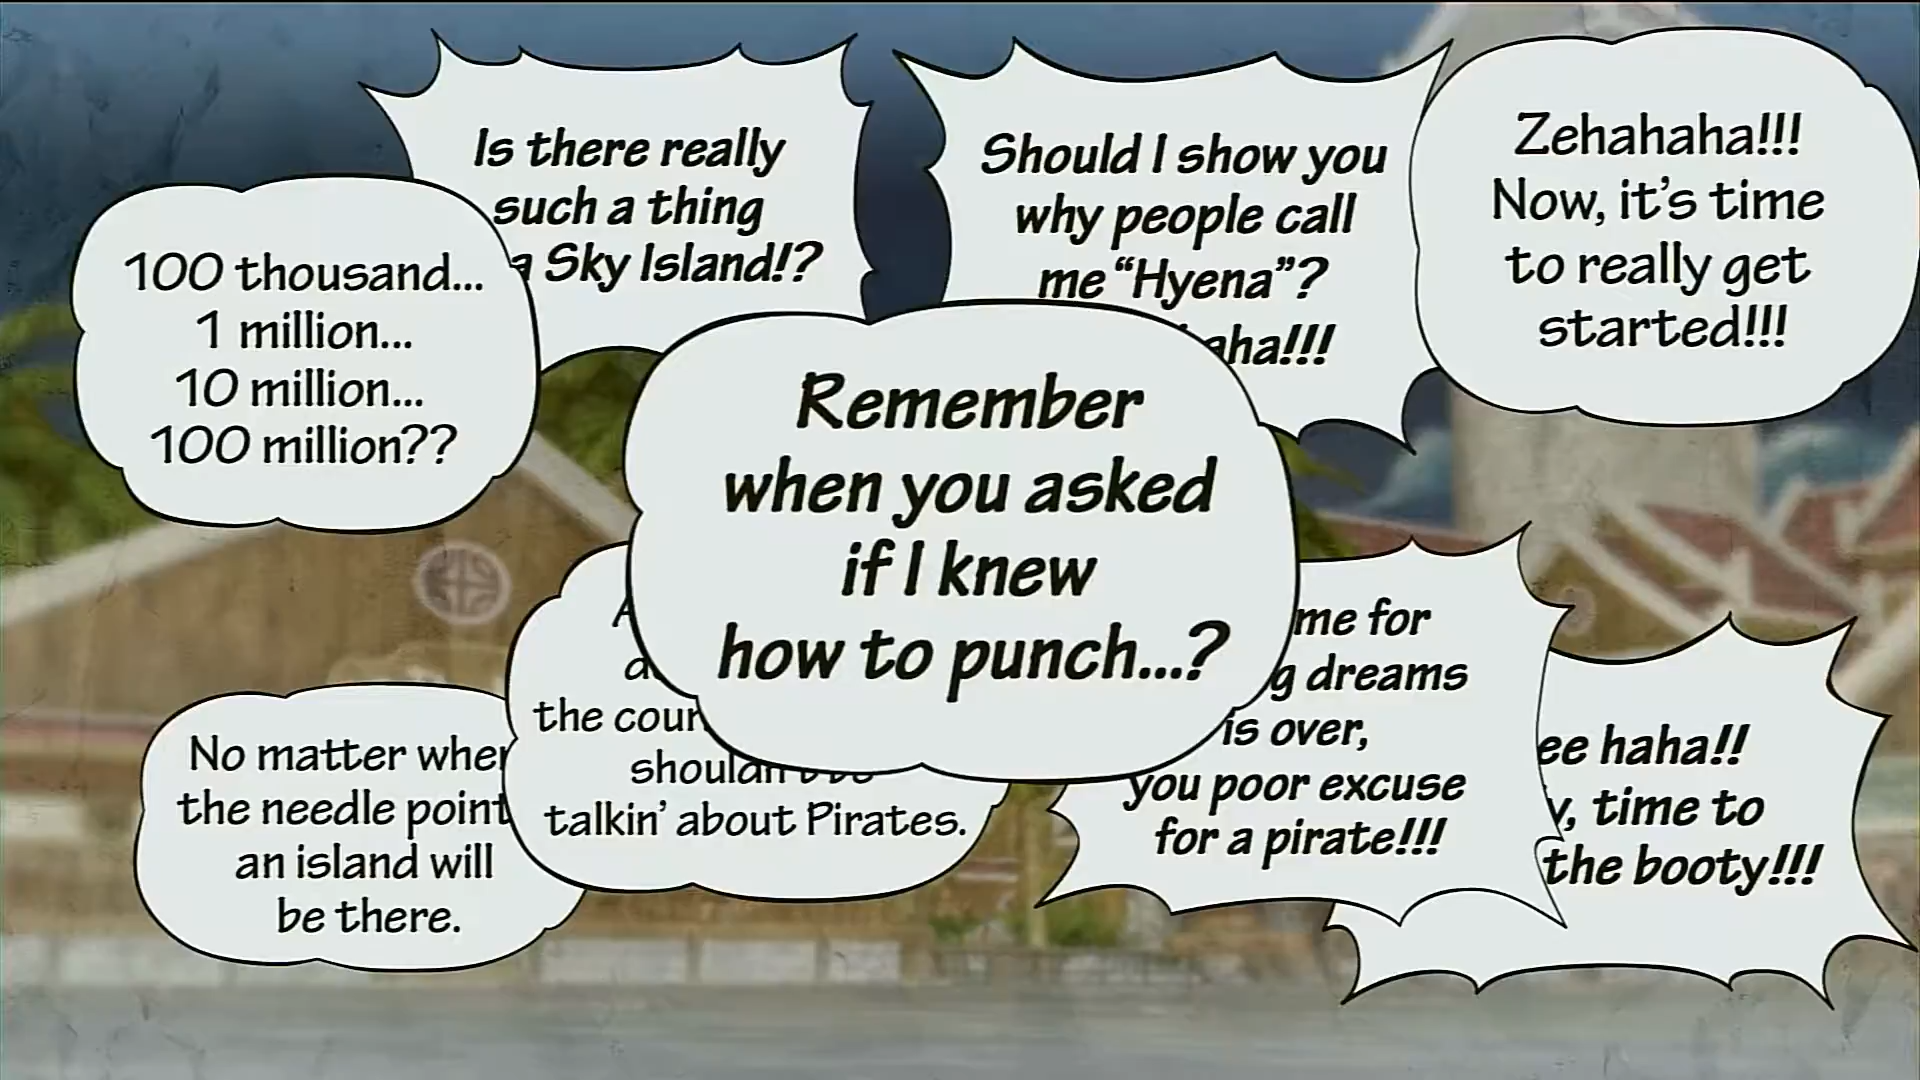 Is there really
such a thing
a Sky Island!?
Should I show you
why people call
me “Hyena”?
aha!!!
Zehahaha!!!
Now, it’s time
to really get
started!!!
100 thousand...
1 million...
10 million...
100 million??
Remember
when you asked
if I knew
how to punch...?
me for
dreams
is over,
you poor excuse
for a pirate!!!
ee haha!!
time to
the booty!!!
the
talkin’ about Pirates.
No matter
the needle
an island will
be there.